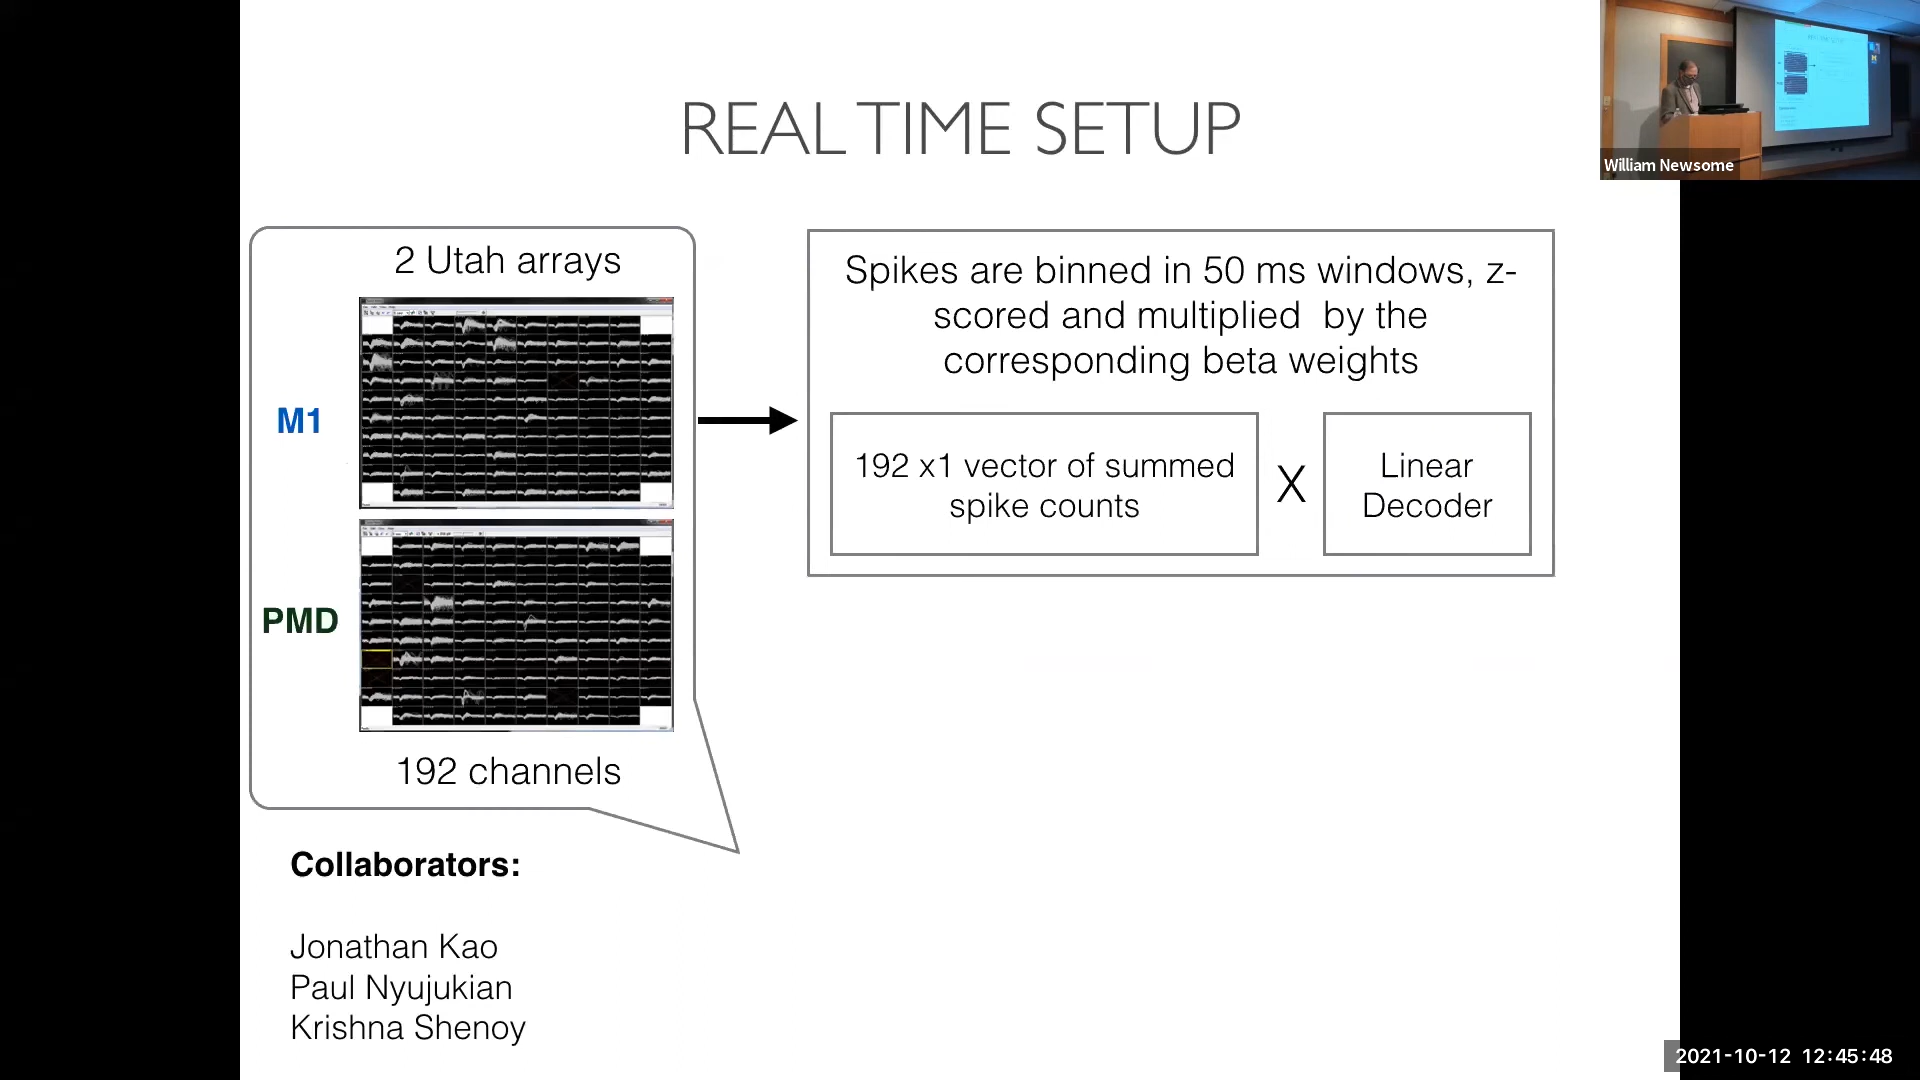 REAL TIME SETUP
William Newsome
2 Utah arrays
M1
PMD
192 channels
Spikes are binned in 50 ms windows, z-
scored and multiplied  by the
corresponding beta weights
192 x1 vector of summed
spike counts
X
Linear
Decoder
Collaborators:
Jonathan Kao
Paul Nyujukian
Krishna Shenoy
2021-10-12 12:45:48